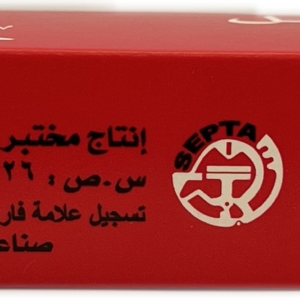 SEPTA
إنتاج مختبر
س.ص : ٢٦
تسجيل علامة فار
صناع